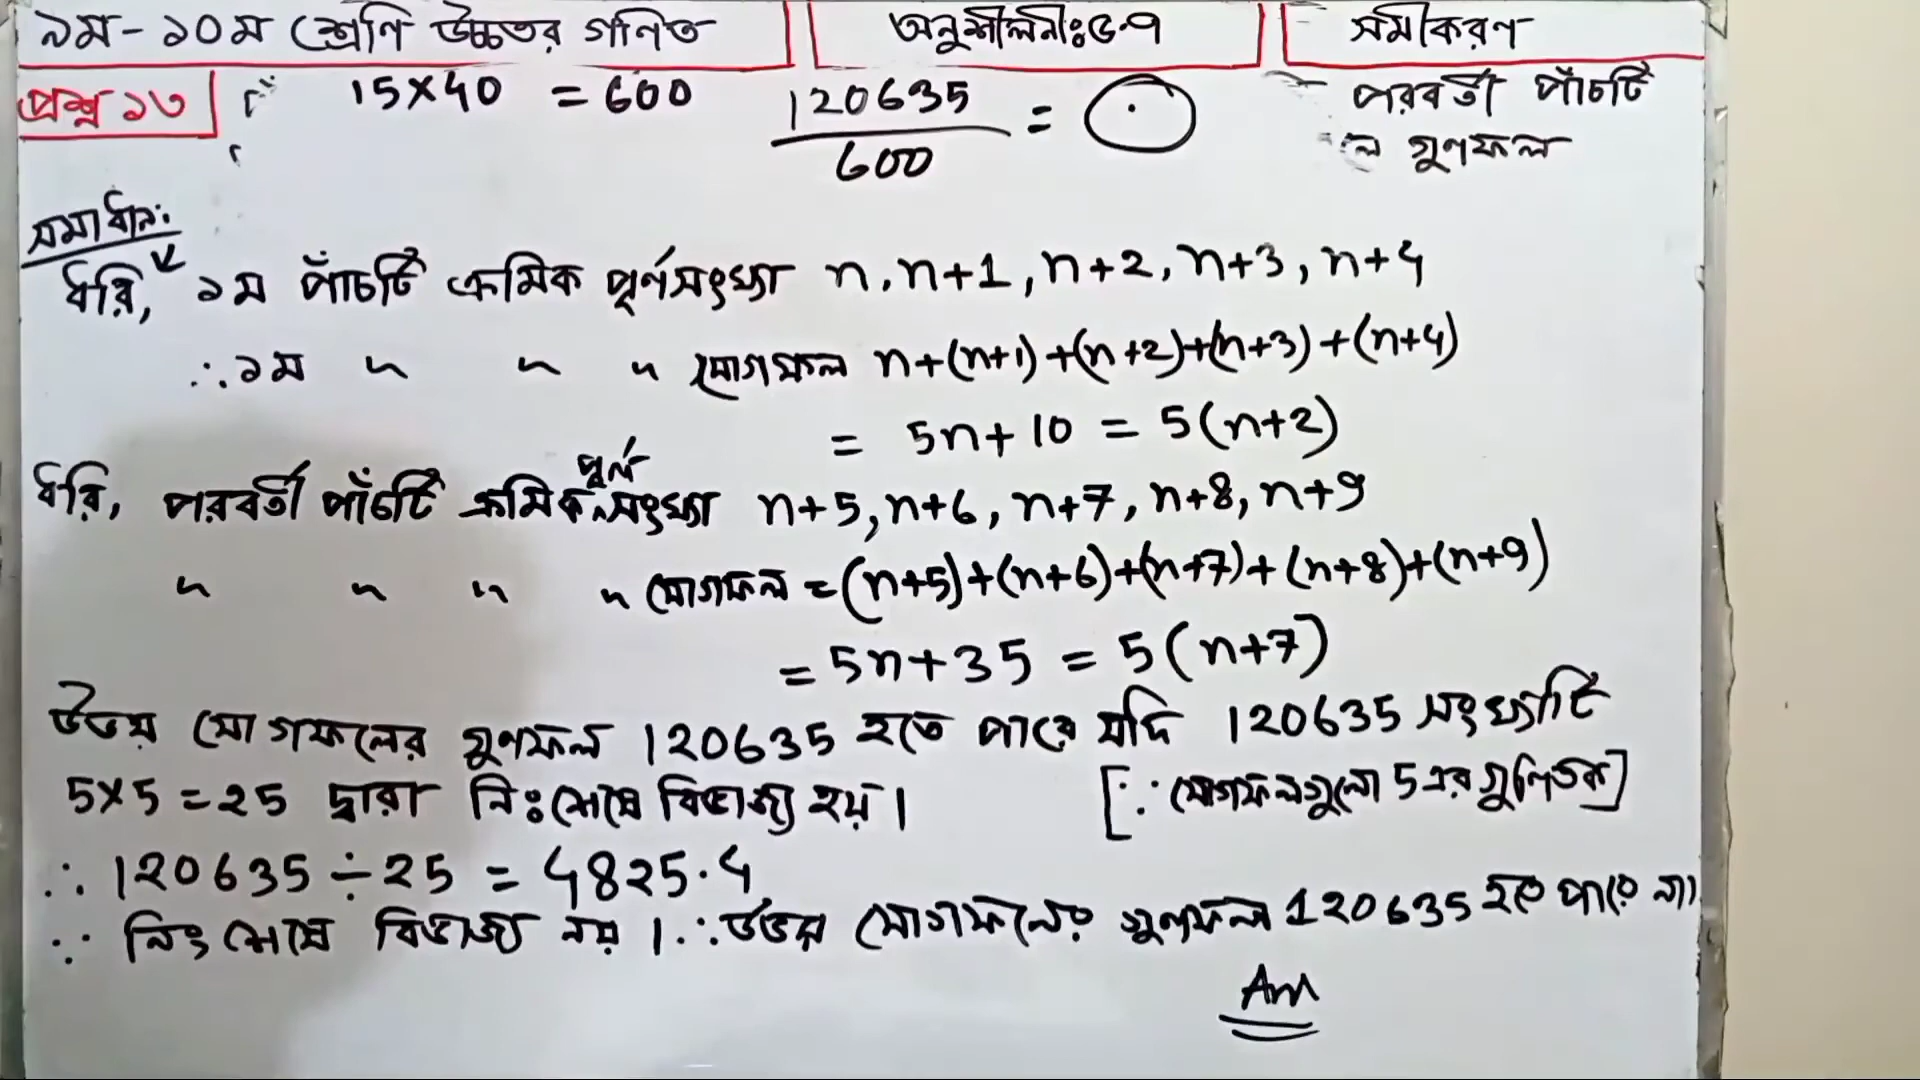 ৯ম-১০ম শ্রেণি উচ্চতর গণিত
অনুশীলনীঃ৫.৭
সমীকরণ
প্রশ্ন ১৩
15×40 = 600
120635/600 =
পরবর্তী পাঁচটি
গুণফল
সমাধান:
ধরি, ১ম পাঁচটি ক্রমিক পূর্ণসংখ্যা n, n+1, n+2, n+3, n+4
∴ ১ম " " " যোগফল n+(n+1)+(n+2)+(n+3)+(n+4)
= 5n+10 = 5(n+2)
ধরি, পরবর্তী পাঁচটি ক্রমিক পূর্ণ সংখ্যা n+5, n+6, n+7, n+8, n+9
" " " " যোগফল = (n+5)+(n+6)+(n+7)+(n+8)+(n+9)
= 5n+35 = 5(n+7)
উভয় যোগফলের গুণফল 120635 হতে পারে যদি 120635 সংখ্যাটি
5×5 = 25 দ্বারা নিঃশেষে বিভাজ্য হয়। [∵ যোগফলগুলো 5 এর গুণিতক]
∴ 120635 ÷ 25 = 4825.4
∵ নিঃশেষে বিভাজ্য নয়। ∴ উভয় যোগফলের গুণফল 120635 হতে পারে না।
Ans